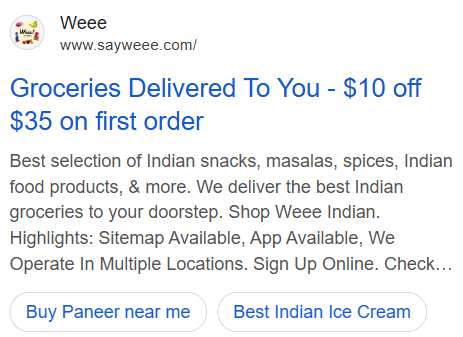 Weee
www.sayweee.com/
Groceries Delivered To You - $10 off
$35 on first order
Best selection of Indian snacks, masalas, spices, Indian
food products, & more. We deliver the best Indian
groceries to your doorstep. Shop Weee Indian.
Highlights: Sitemap Available, App Available, We
Operate In Multiple Locations. Sign Up Online. Check…
Buy Paneer near me
Best Indian Ice Cream